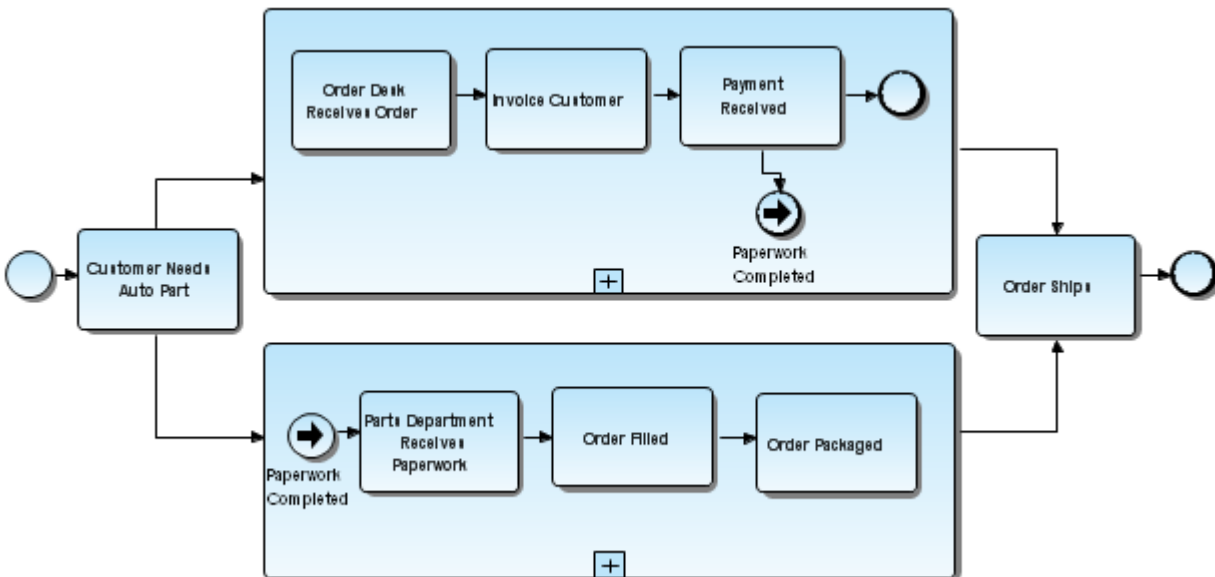 Order Desk
Receives Order
Invoice Customer
Payment
Received
Paperwork
Completed
Customer Needs
Auto Part
Order Ships
Parts Department
Receives
Paperwork
Order Filled
Order Packaged
Paperwork
Completed